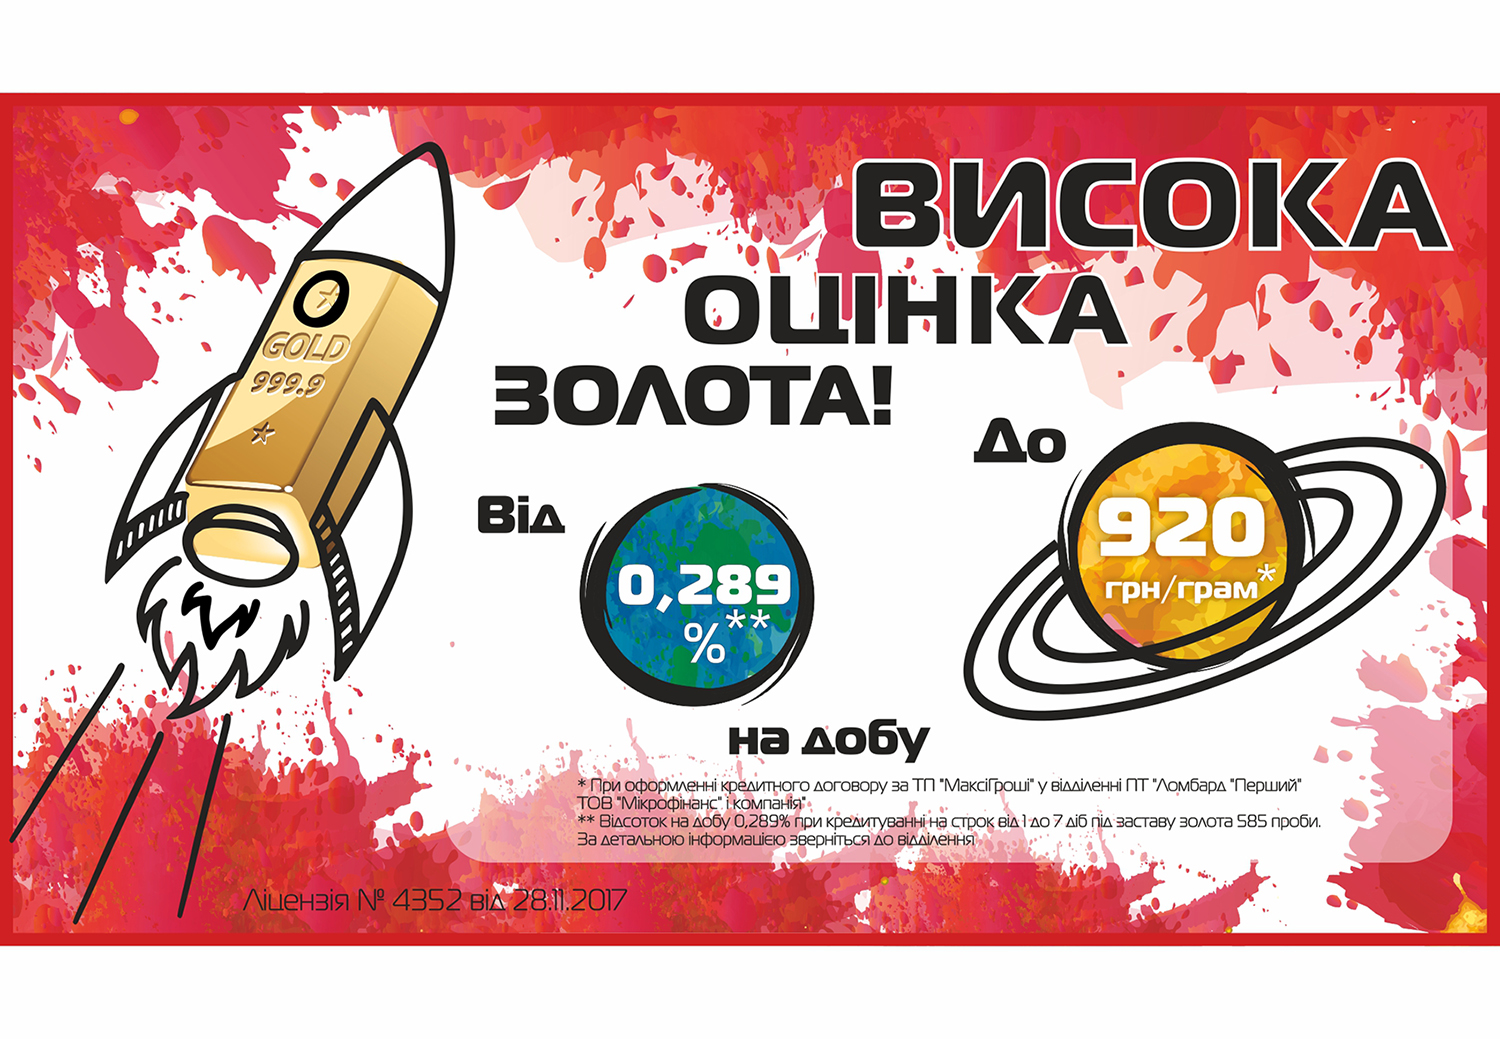 ВИСОКА
ОЦІНКА
ЗОЛОТА!
GOLD
999.9
До
920
грн/грам*
Від
0,289
%**
на добу
* При оформленні кредитного договору за ТП "МаксіГроші" у відділенні ПТ "Ломбард "Перший"
ТОВ "Мікрофінанс" і компанія"
** Відсоток на добу 0,289% при кредитуванні на строк від 1 до 7 діб під заставу золота 585 проби.
За детальною інформацією зверніться до відділення
Ліцензія № 4352 від 28.11.2017